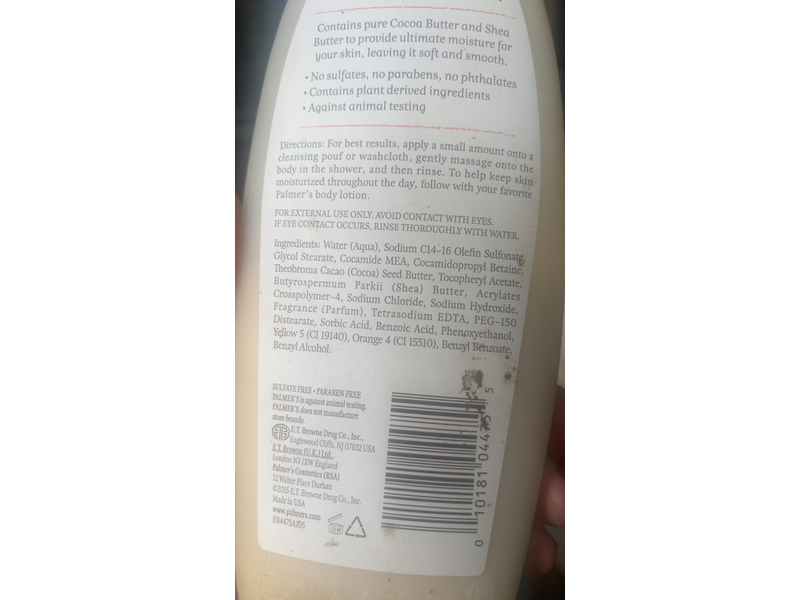 Contains pure Cocoa Butter and Shea
Butter to provide ultimate moisture for
your skin, leaving it soft and smooth.
• No sulfates, no parabens, no phthalates
• Contains plant derived ingredients
• Against animal testing
Directions: For best results, apply a small amount onto a
cleansing pouf or washcloth, gently massage onto the
body in the shower, and then rinse. To help keep skin
moisturized throughout the day, follow with your favorite
Palmer's body lotion.
FOR EXTERNAL USE ONLY. AVOID CONTACT WITH EYES.
IF EYE CONTACT OCCURS, RINSE THOROUGHLY WITH WATER.
Ingredients: Water (Aqua), Sodium C14-16 Olefin Sulfonate,
Glycol Stearate, Cocamide MEA, Cocamidopropyl Betaine,
Theobroma Cacao (Cocoa) Seed Butter, Tocopheryl Acetate,
Butyrospermum Parkii (Shea) Butter, Acrylates
Crosspolymer-4, Sodium Chloride, Sodium Hydroxide,
Fragrance (Parfum), Tetrasodium EDTA, PEG-150
Distearate, Sorbic Acid, Benzoic Acid, Phenoxyethanol,
Yellow 5 (CI 19140), Orange 4 (CI 15510), Benzyl Benzoate,
Benzyl Alcohol.
SULFATE FREE • PARABEN FREE
PALMER'S is against animal testing.
PALMER'S does not manufacture
store brands.
E.T. Browne Drug Co., Inc.,
Englewood Cliffs, NJ 07632 USA
E.T. Browne (U.K.) Ltd.,
London N3 1XW England
Palmer's Cosmetics (RSA)
12 Walter Place Durban
©2015 E.T. Browne Drug Co., Inc.
Made in USA
www.palmers.com
12 M
0 10181 04475 5